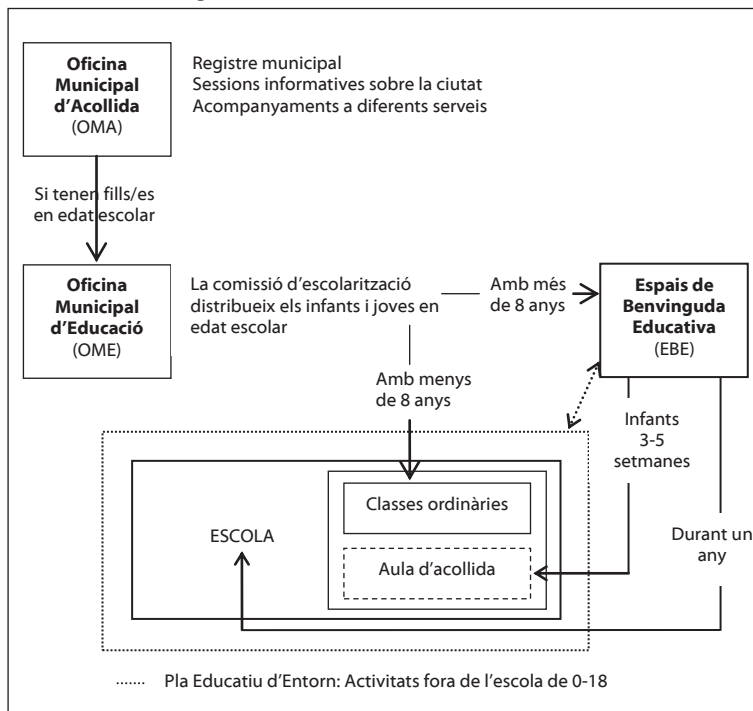 Oficina
Municipal
d'Acollida
(OMA)
Registre municipal
Sessions informatives sobre la ciutat
Acompanyaments a diferents serveis
Si tenen fills/es
en edat escolar
Oficina
Municipal
d'Educació
(OME)
La comissió d'escolarització
distribueix els infants i joves en
edat escolar
Amb més
de 8 anys
Espais de
Benvinguda
Educativa
(EBE)
Amb menys
de 8 anys
Infants
3-5
setmanes
Classes ordinàries
ESCOLA
Aula d'acollida
Durant un
any
Pla Educatiu d'Entorn: Activitats fora de l'escola de 0-18